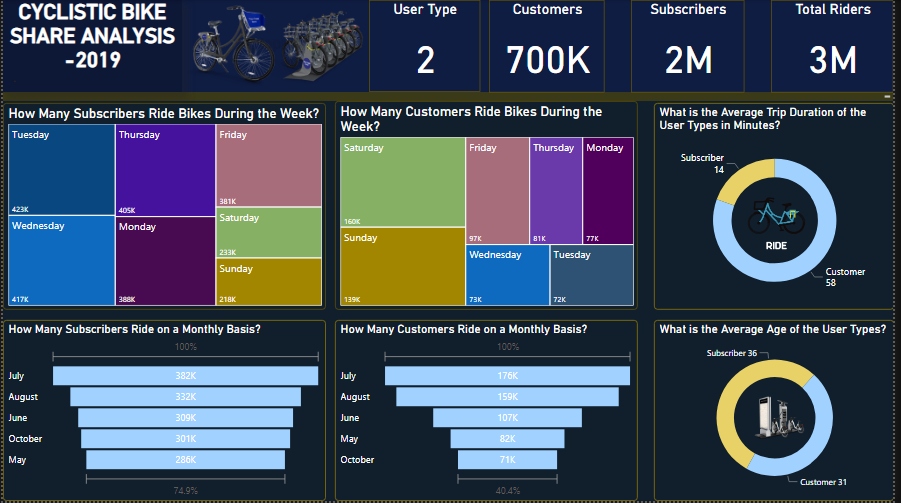 CYCLISTIC BIKE
SHARE ANALYSIS
-2019
User Type
2
Customers
700K
Subscribers
2M
Total Riders
3M
How Many Subscribers Ride Bikes During the Week?
Tuesday
423K
Wednesday
417K
Thursday
405K
Monday
388K
Friday
381K
Saturday
233K
Sunday
218K
How Many Customers Ride Bikes During the
Week?
Saturday
160K
Sunday
139K
Friday
97K
Thursday
81K
Monday
77K
Wednesday
73K
Tuesday
72K
What is the Average Trip Duration of the
User Types in Minutes?
Subscriber
14
RIDE
Customer
58
How Many Subscribers Ride on a Monthly Basis?
100%
July
382K
August
332K
June
309K
October
301K
May
286K
74.9%
How Many Customers Ride on a Monthly Basis?
100%
July
176K
August
159K
June
107K
May
82K
October
71K
40.4%
What is the Average Age of the User Types?
Subscriber 36
Customer 31